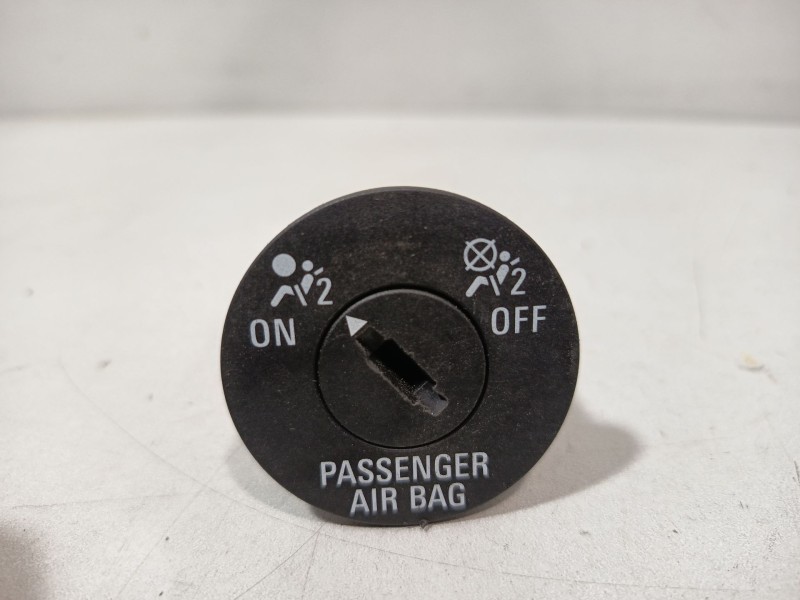 2 2
ON OFF
PASSENGER
AIR BAG